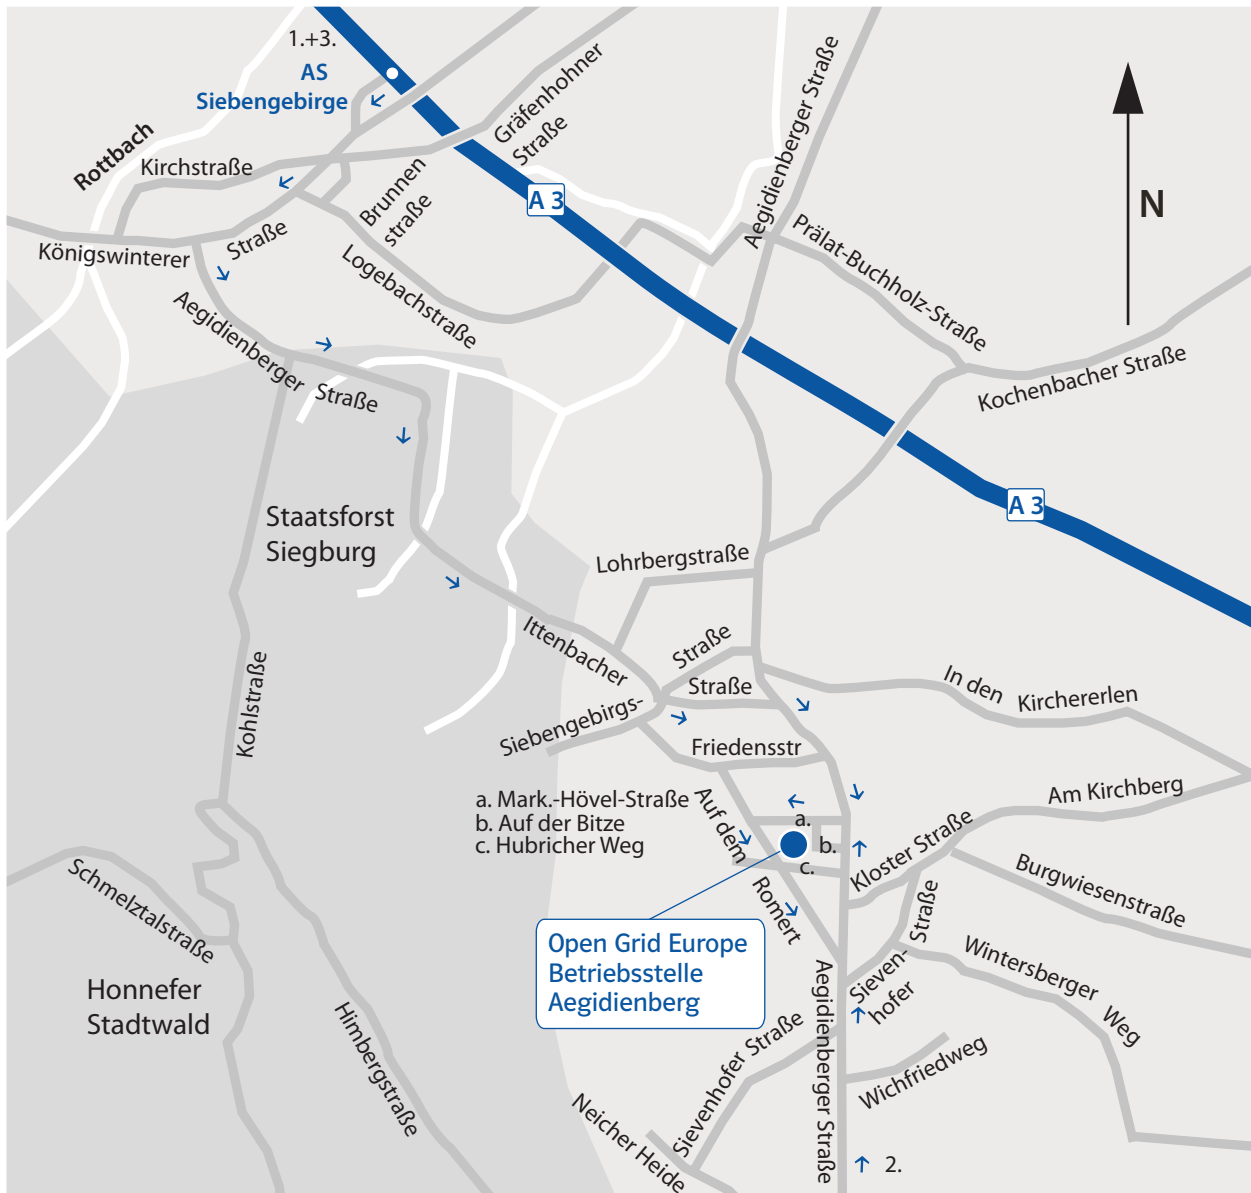 1.+3.
AS
Siebengebirge
Rottbach
Kirchstraße
Gräfenhohner
Straße
Brunnen
straße
A 3
Aegidienberger Straße
N
Königswinterer
Straße
Logebachstraße
Prälat-Buchholz-Straße
Aegidienberger
Straße
Kochenbacher Straße
A 3
Staatsforst
Siegburg
Lohrbergstraße
Ittenbacher
Straße
Siebengebirgs-
Straße
In den
Kirchererlen
Kohlstraße
Friedensstr
Am Kirchberg
a. Mark.-Hövel-Straße
b. Auf der Bitze
c. Hubricher Weg
Auf dem
Romert
a.
b.
c.
Kloster Straße
Burgwiesenstraße
Schmelztalstraße
Open Grid Europe
Betriebsstelle
Aegidienberg
Sieven-
hofer
Straße
Wintersberger
Weg
Honnefer
Stadtwald
Himbergstraße
Aegidienberger Straße
Sievenhofer Straße
Wichfriedweg
Neicher Heide
2.